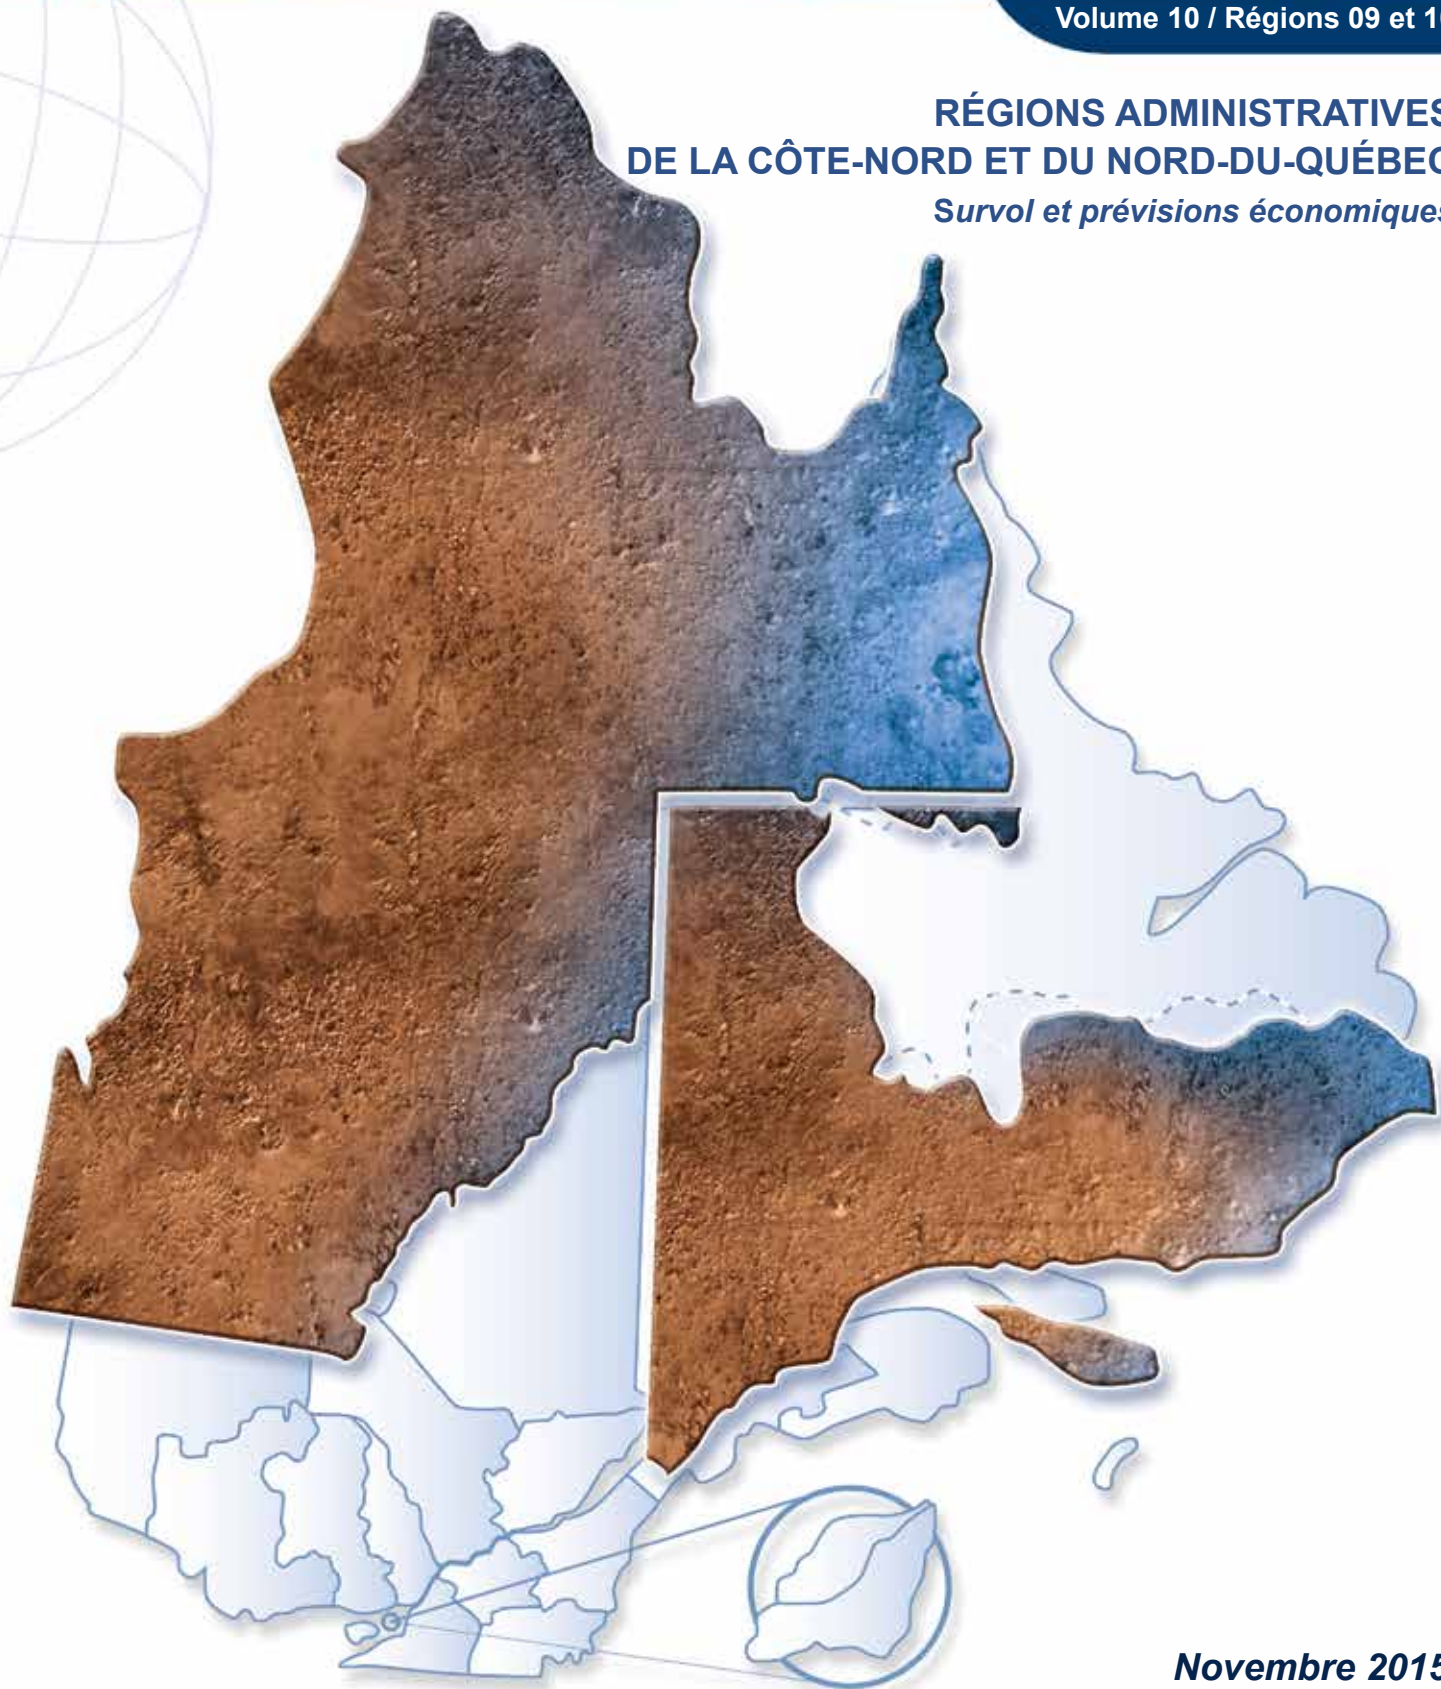 Volume 10 / Régions 09 et 10
RÉGIONS ADMINISTRATIVES
DE LA CÔTE-NORD ET DU NORD-DU-QUÉBEC
Survol et prévisions économiques
Novembre 2015